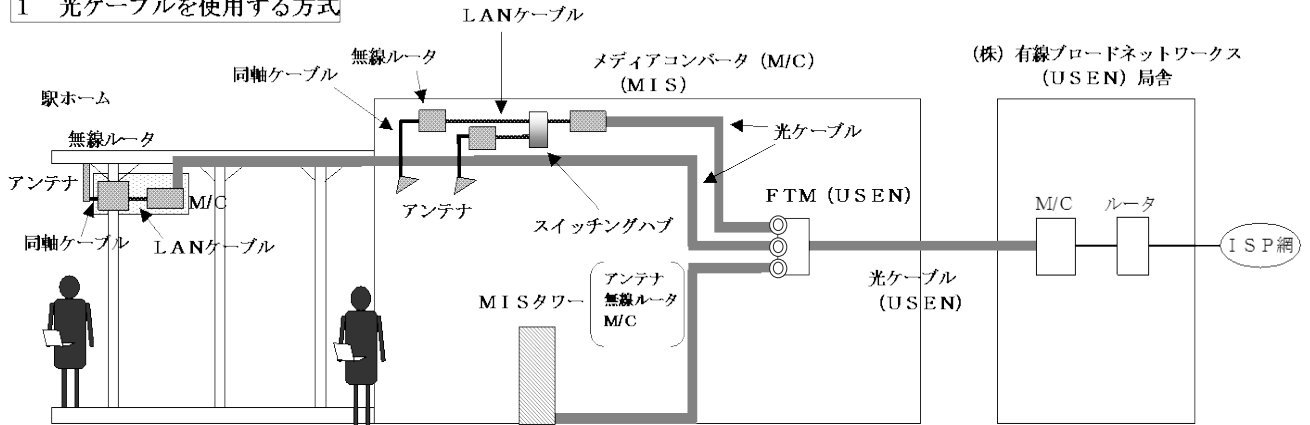 1　光ケーブルを使用する方式
LANケーブル
無線ルータ
同軸ケーブル
メディアコンバータ（M/C）
（MIS）
（株）有線ブロードネットワークス
（USEN）局舎
駅ホーム
無線ルータ
光ケーブル
アンテナ
M/C
アンテナ
FTM（USEN）
スイッチングハブ
M/C
ルータ
同軸ケーブル
LANケーブル
ISP網
MISタワー
アンテナ
無線ルータ
M/C
光ケーブル
（USEN）